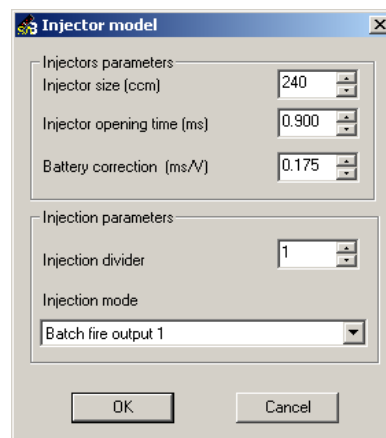 Injector model
Injectors parameters
Injector size (ccm) 240
Injector opening time (ms) 0.900
Battery correction (ms/V) 0.175
Injection parameters
Injection divider 1
Injection mode
Batch fire output 1
OK Cancel